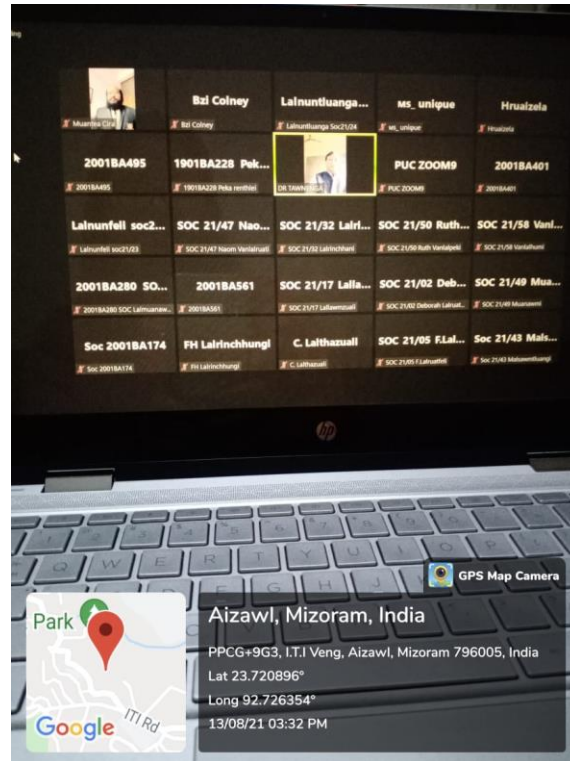 Bzi Colney
Lalnuntluanga...
Ms_ unique
Hruaizela
Muantea Cira
Bzi Colney
Lalnuntluanga Soc21/24
Ms_ unique
Hruaizela
2001BA495
1901BA228 Pek...
PUC ZOOM9
2001BA401
2001BA495
1901BA228 Peka renthlei
DR TAWNENGA
PUC ZOOM9
2001BA401
Lalnunfeli soc2...
SOC 21/47 Nao...
SOC 21/32 Lalri...
SOC 21/50 Ruth...
SOC 21/58 Vanl...
Lalnunfeli soc21/23
SOC 21/47 Naom Vanlalruati
SOC 21/32 Lalrinchhani
SOC 21/50 Ruth Vanlalpeki
SOC 21/58 Vanlalhumi
2001BA280 SO...
2001BA561
SOC 21/17 Lalla...
SOC 21/02 Deb...
SOC 21/49 Mua...
2001BA280 SOC Lalmuanaw...
2001BA561
SOC 21/17 Lallawmzuali
SOC 21/02 Deborah Lalruat...
SOC 21/49 Muanawmi
Soc 2001BA174
FH Lalrinchhungi
C. Lalthazuali
SOC 21/05 F.Lal...
Soc 21/43 Mals...
Soc 2001BA174
FH Lalrinchhungi
C. Lalthazuali
SOC 21/05 F.Lalruatfeli
Soc 21/43 Malsawmtluangi
hp
GPS Map Camera
Park
Google
ITI Rd
Aizawl, Mizoram, India
PPCG+9G3, I.T.I Veng, Aizawl, Mizoram 796005, India
Lat 23.720896°
Long 92.726354°
13/08/21 03:32 PM